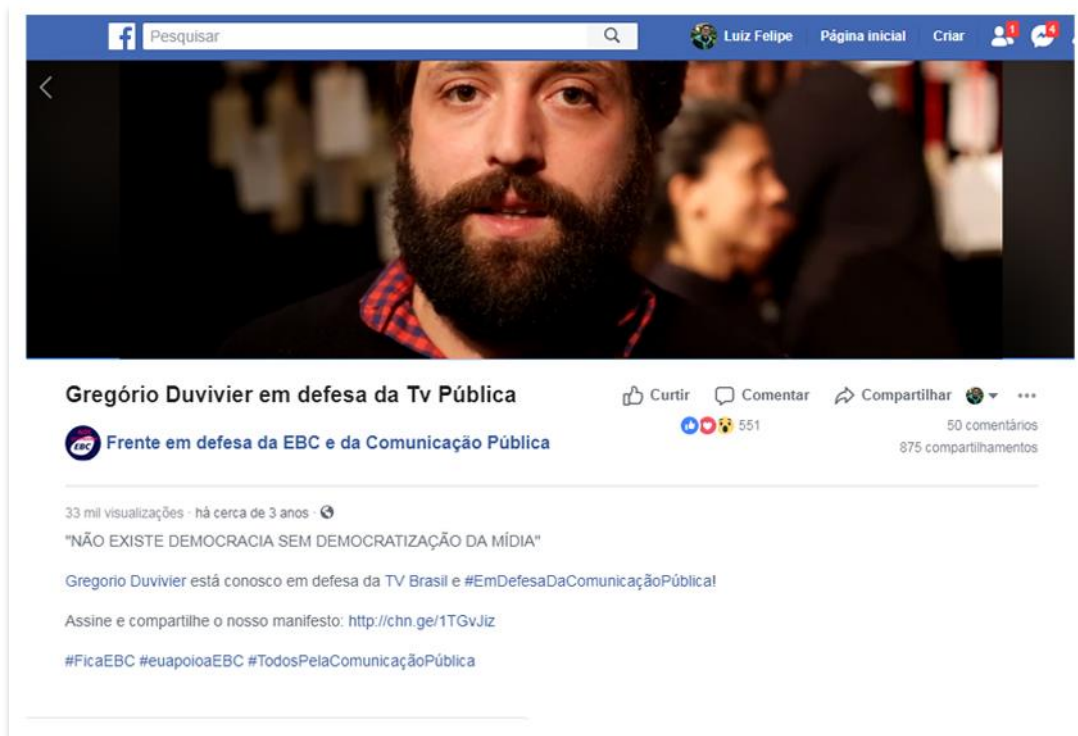 Pesquisar
Luiz Felipe Página inicial Criar 1 4
Gregório Duvivier em defesa da Tv Pública
Curtir Comentar Compartilhar
EBC Frente em defesa da EBC e da Comunicação Pública
551 50 comentários
875 compartilhamentos
33 mil visualizações · há cerca de 3 anos ·
"NÃO EXISTE DEMOCRACIA SEM DEMOCRATIZAÇÃO DA MÍDIA"
Gregorio Duvivier está conosco em defesa da TV Brasil e #EmDefesaDaComunicaçãoPública!
Assine e compartilhe o nosso manifesto: http://chn.ge/1TGvJiz
#FicaEBC #euapoioaEBC #TodosPelaComunicaçãoPública